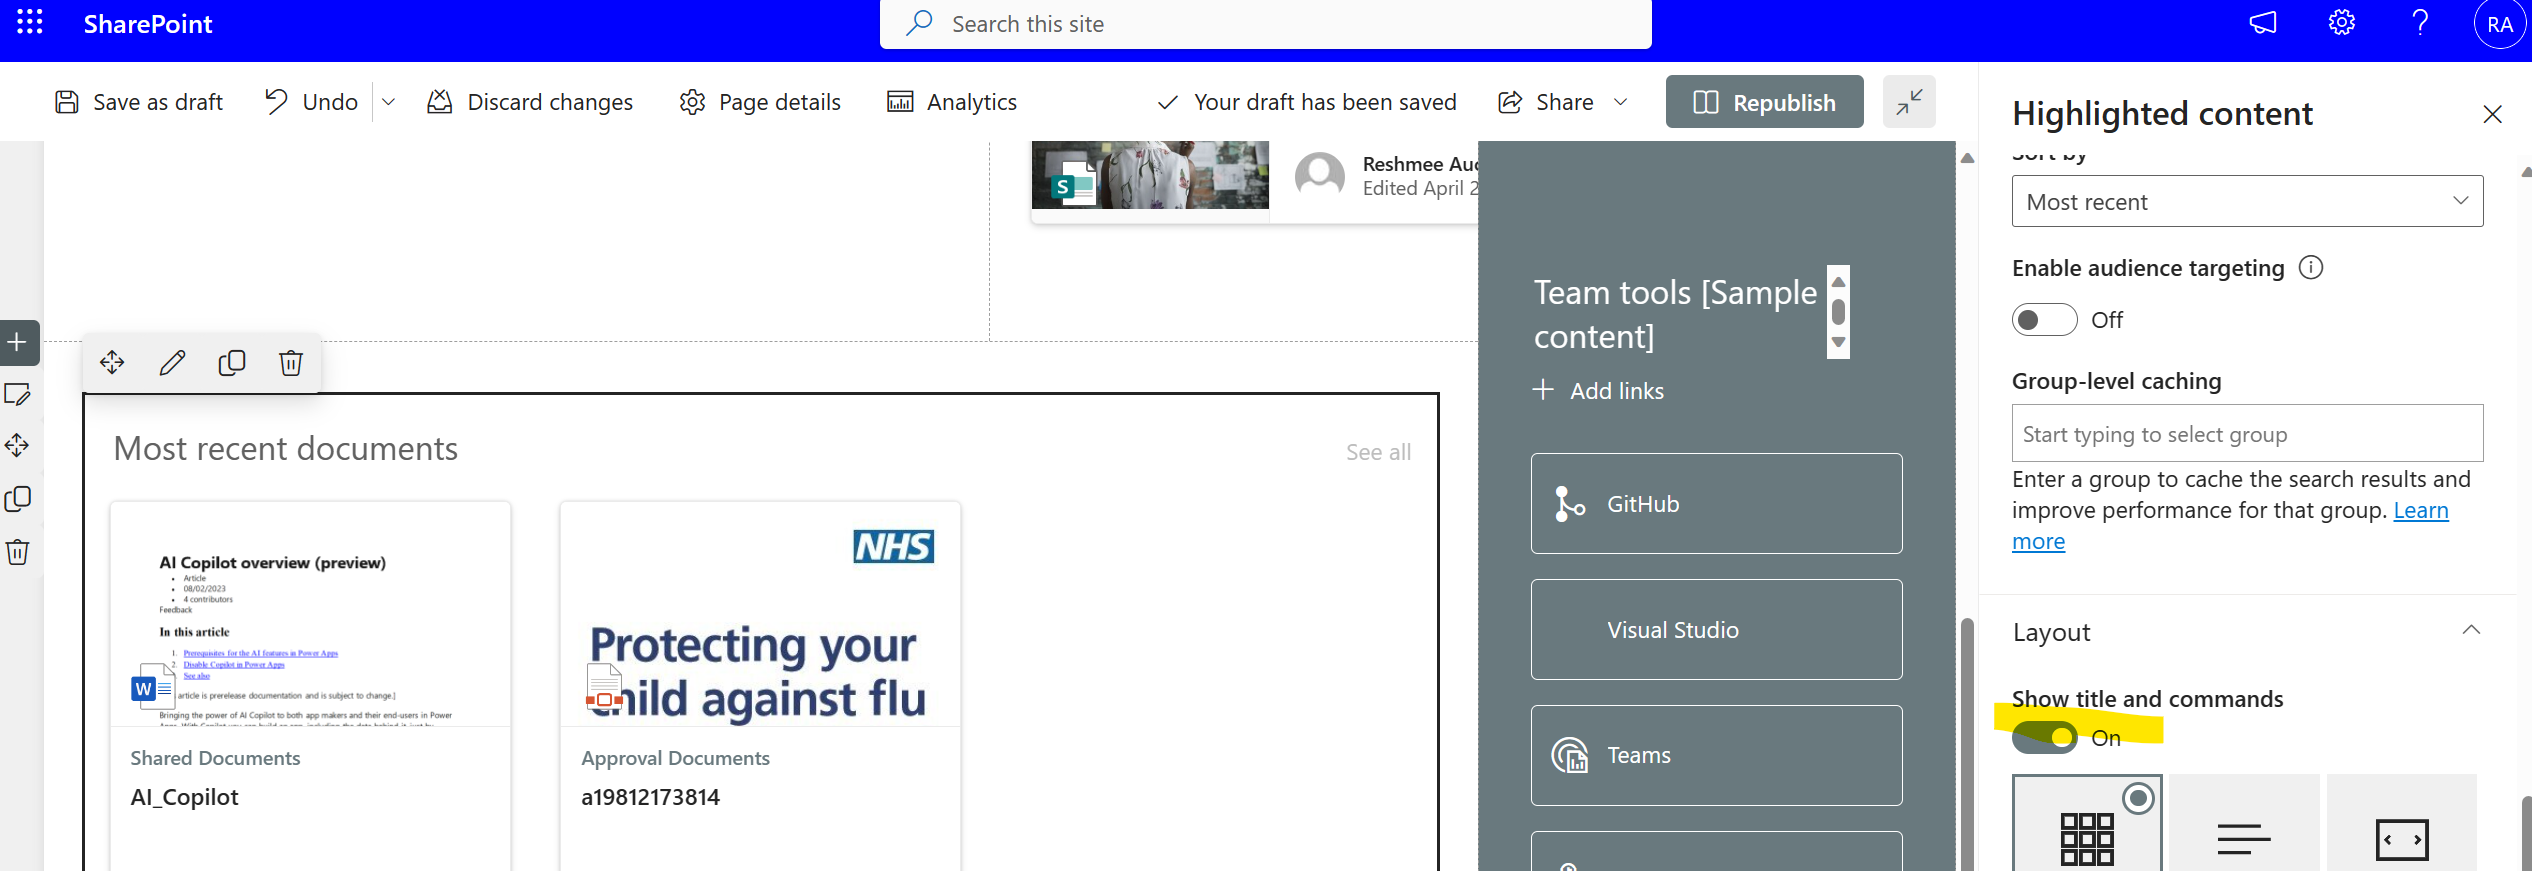 SharePoint
Search this site
RA
Save as draft
Undo
Discard changes
Page details
Analytics
Your draft has been saved
Share
Republish
Reshmee Auc
Edited April 2
S
Most recent documents
See all
AI Copilot overview (preview)
Article
08/02/2023
4 contributors
Feedback
In this article
1. Prerequisites for the AI features in Power Apps
2. Disable Copilot in Power Apps
See also
W
article is prerelease documentation and is subject to change.]
Bringing the power of AI Copilot to both app makers and their end-users in Power
Shared Documents
AI_Copilot
NHS
Protecting your
child against flu
Approval Documents
a19812173814
Team tools [Sample
content]
Add links
GitHub
Visual Studio
Teams
Highlighted content
Sort by
Most recent
Enable audience targeting
Off
Group-level caching
Start typing to select group
Enter a group to cache the search results and
improve performance for that group. Learn
more
Layout
Show title and commands
On